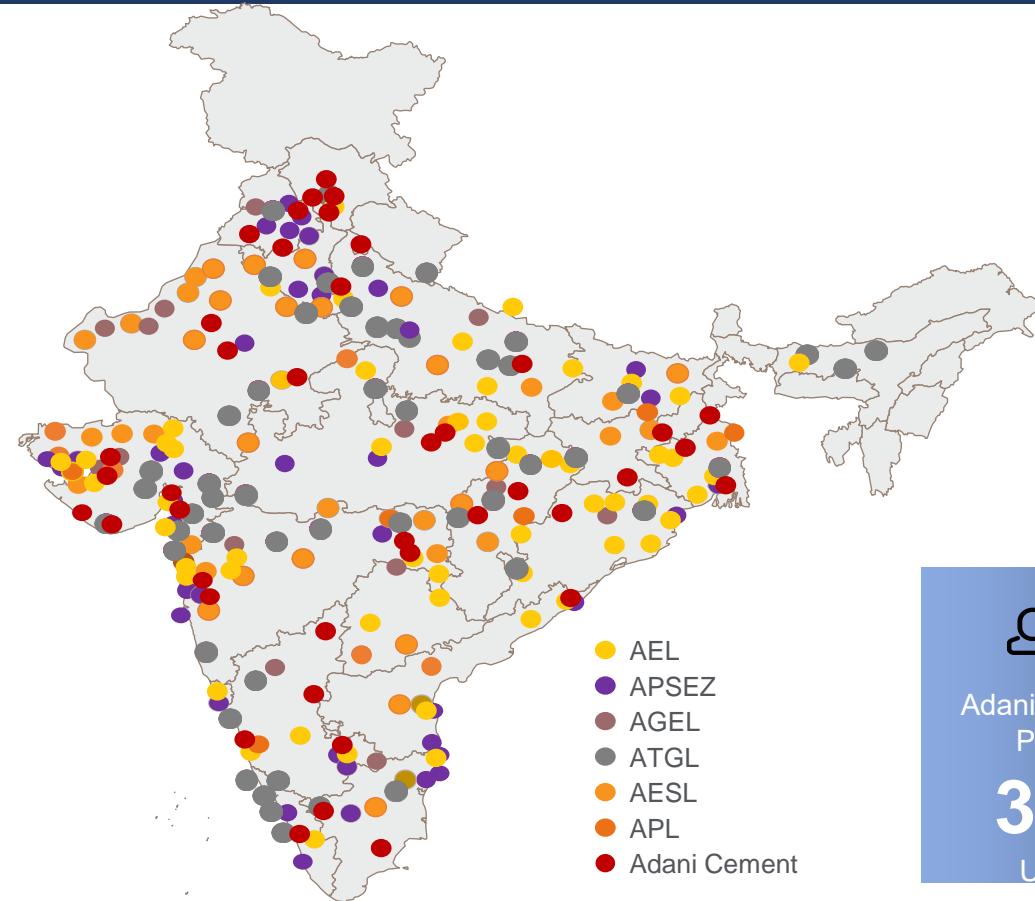 AEL
APSEZ
AGEL
ATGL
AESL
APL
Adani Cement
Adani
P
3
U